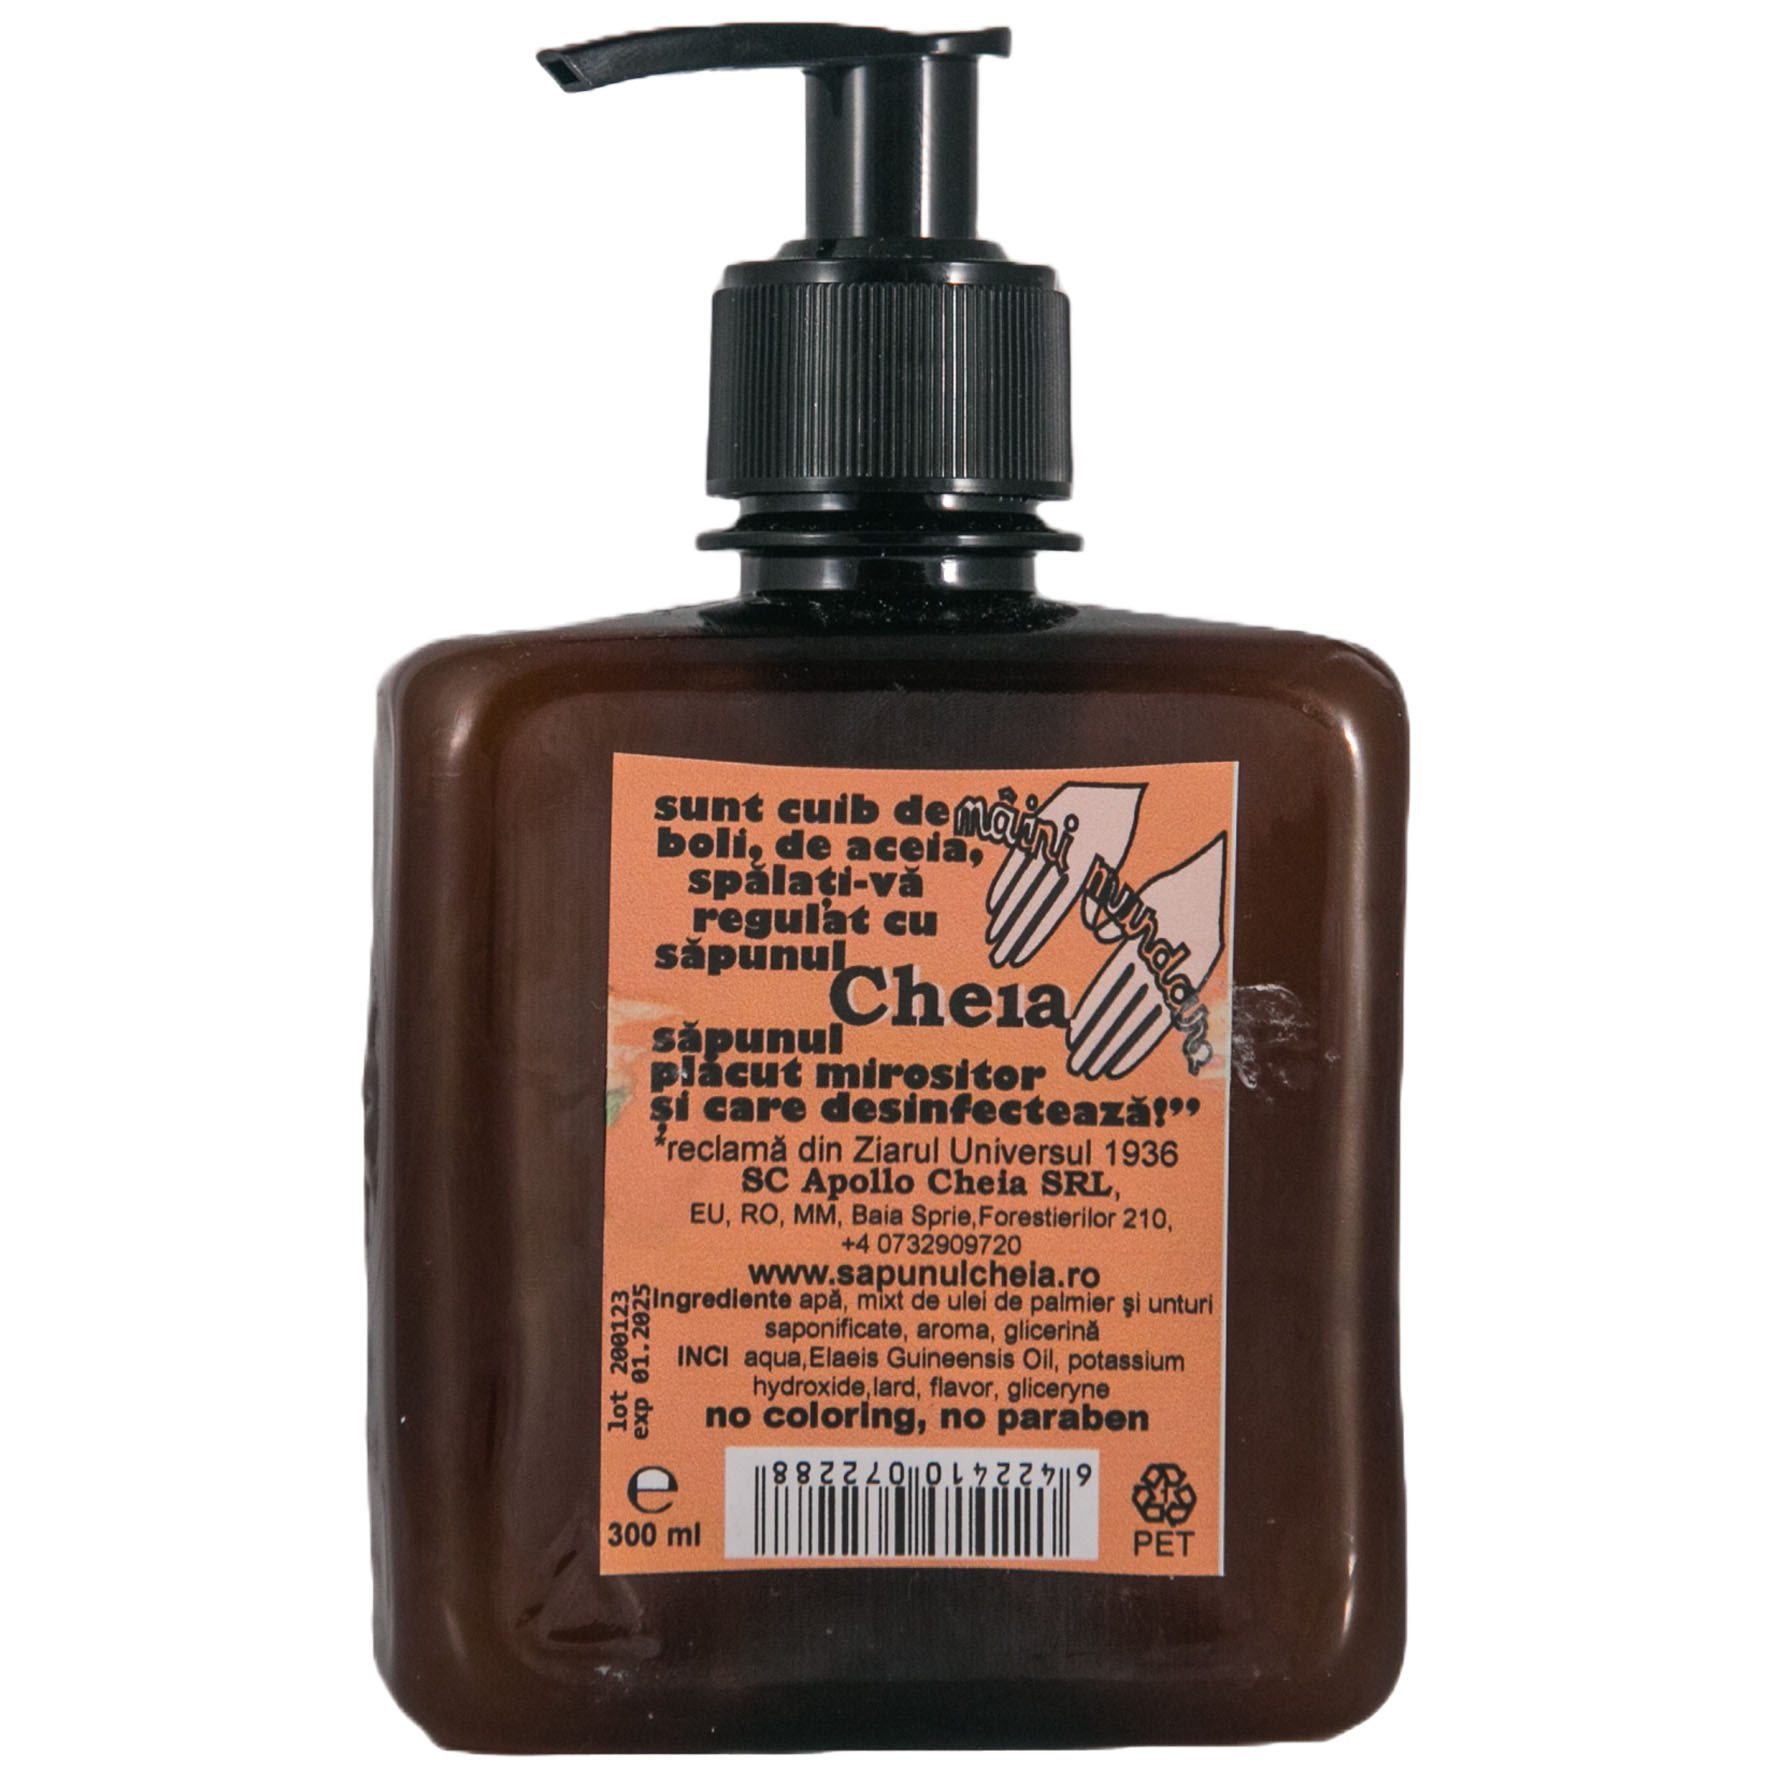 mâini murdare
sunt cuib de
boli, de aceia,
spălați-vă
regulat cu
săpunul
Cheia
săpunul
plăcut mirositor
și care desinfectează!”
*reclamă din Ziarul Universul 1936
SC Apollo Cheia SRL,
EU, RO, MM, Baia Sprie,Forestierilor 210,
+4 0732909720
www.sapunulcheia.ro
Ingrediente apă, mixt de ulei de palmier şi unturi
saponificate, aroma, glicerină
INCI aqua,Elaeis Guineensis Oil, potassium
hydroxide,lard, flavor, gliceryne
no coloring, no paraben
lot 200123
exp 01.2025
e
300 ml
6422410072288
PET